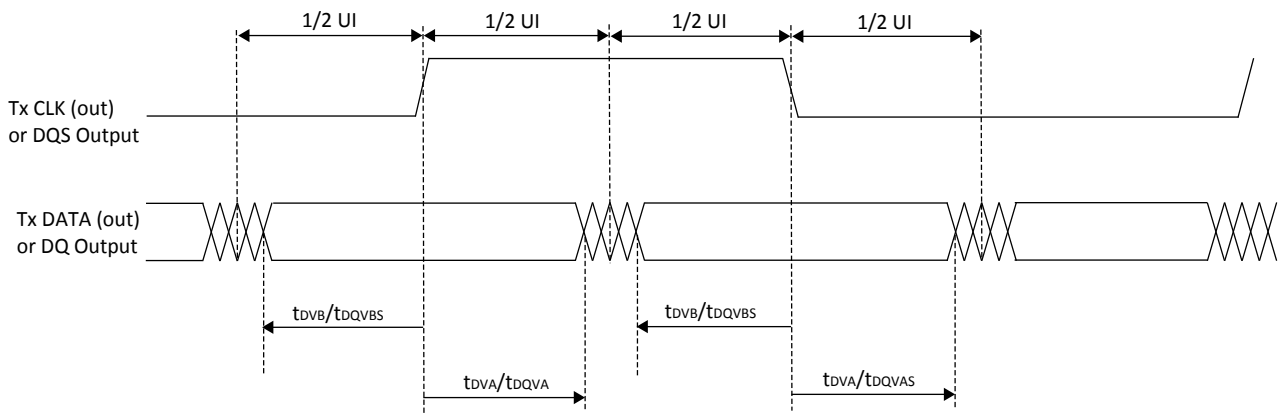 1/2 UI 1/2 UI 1/2 UI 1/2 UI
Tx CLK (out)
or DQS Output
Tx DATA (out)
or DQ Output
tDVB/tDQVBS tDVB/tDQVBS
tDVA/tDQVA tDVA/tDQVAS